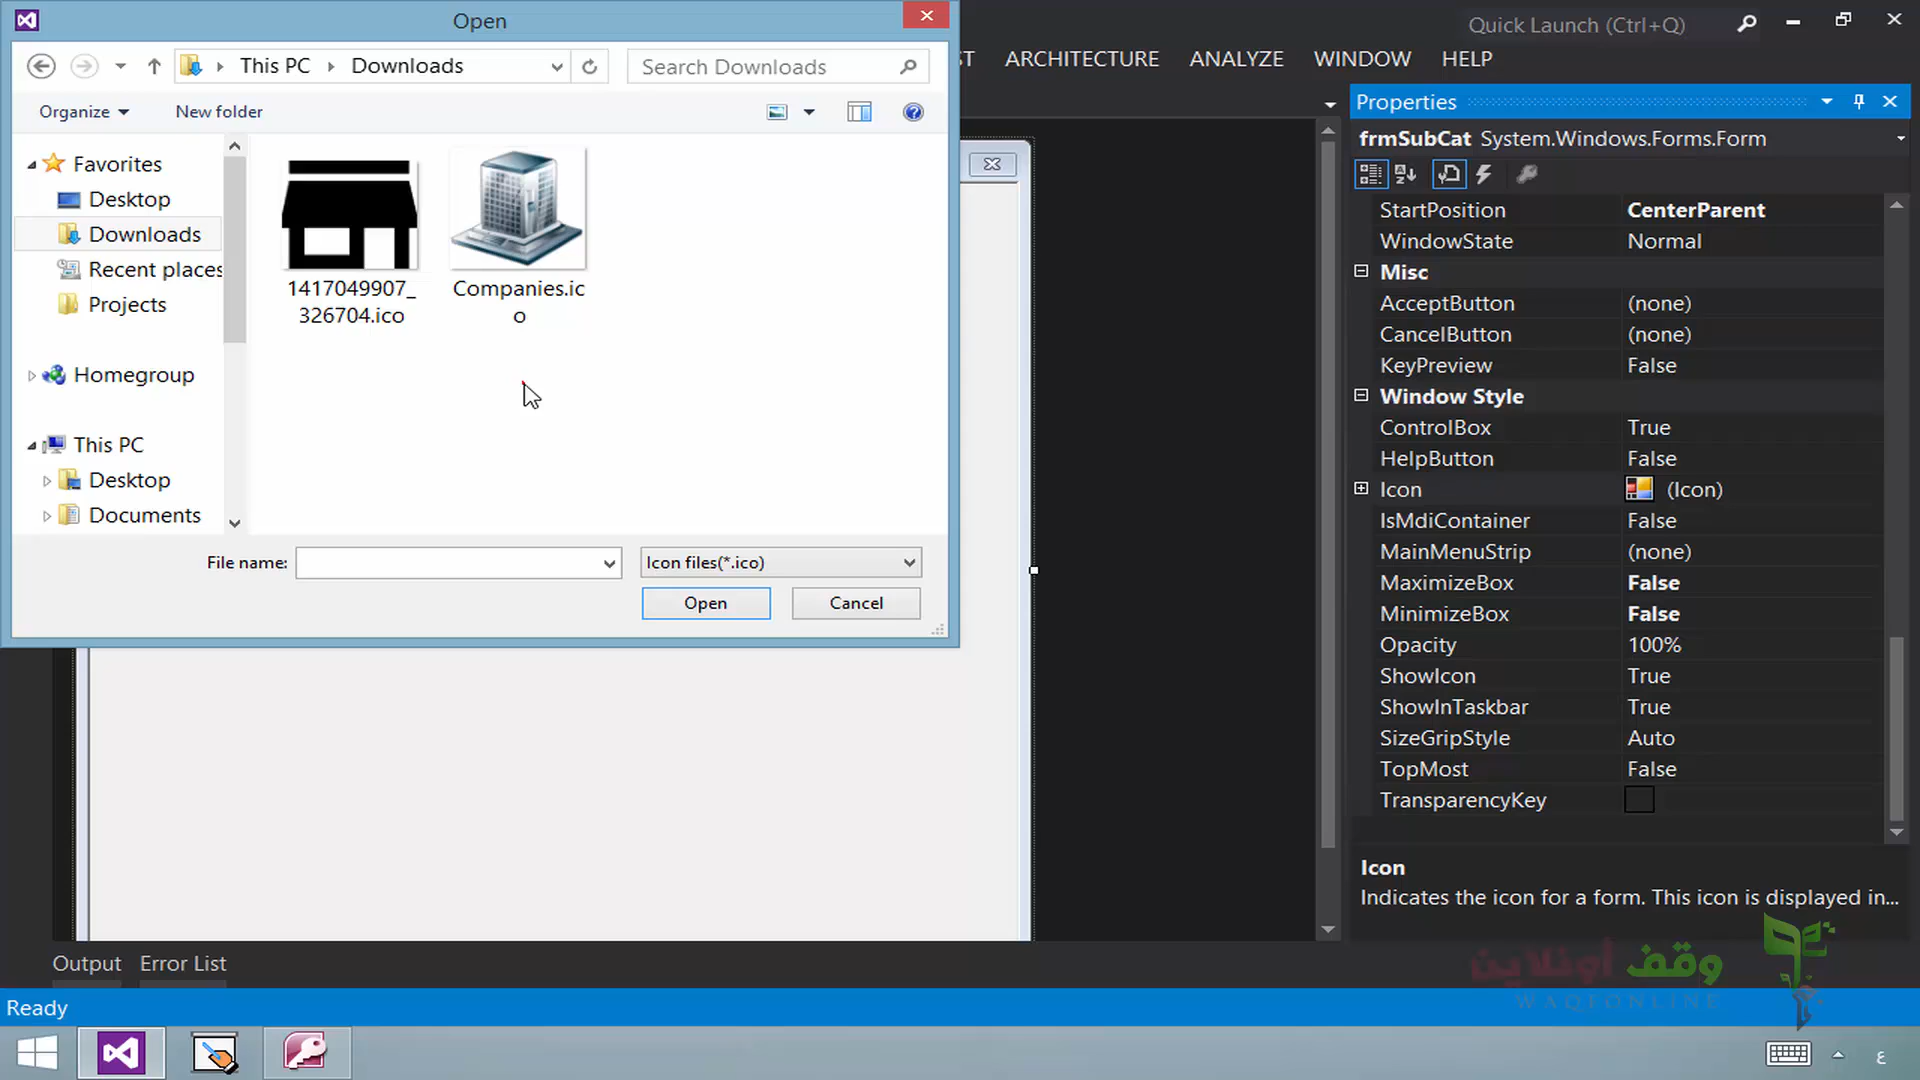 Open
This PC
Downloads
Search Downloads
Organize
New folder
Favorites
Desktop
Downloads
Recent places
Projects
Homegroup
This PC
Desktop
Documents
1417049907_
326704.ico
Companies.ic
o
File name:
Icon files(*.ico)
Open
Cancel
Quick Launch (Ctrl+Q)
ST
ARCHITECTURE
ANALYZE
WINDOW
HELP
Properties
frmSubCat System.Windows.Forms.Form
StartPosition CenterParent
WindowState Normal
Misc
AcceptButton (none)
CancelButton (none)
KeyPreview False
Window Style
ControlBox True
HelpButton False
Icon (Icon)
IsMdiContainer False
MainMenuStrip (none)
MaximizeBox False
MinimizeBox False
Opacity 100%
ShowIcon True
ShowInTaskbar True
SizeGripStyle Auto
TopMost False
TransparencyKey
Icon
Indicates the icon for a form. This icon is displayed in...
وقف أونلاين
WAQFONLINE
Output
Error List
Ready
ع